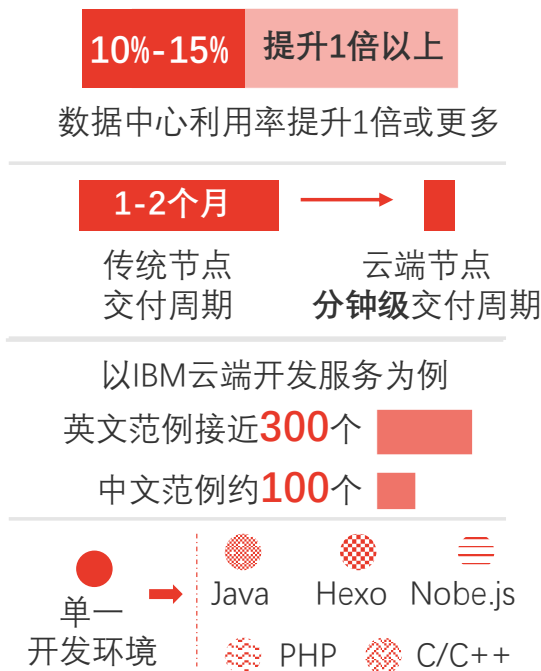 10%-15% 提升1倍以上
数据中心利用率提升1倍或更多
1-2个月
传统节点
交付周期
云端节点
分钟级交付周期
以IBM云端开发服务为例
英文范例接近300个
中文范例约100个
单一
开发环境
Java Hexo Nobe.js
PHP C/C++